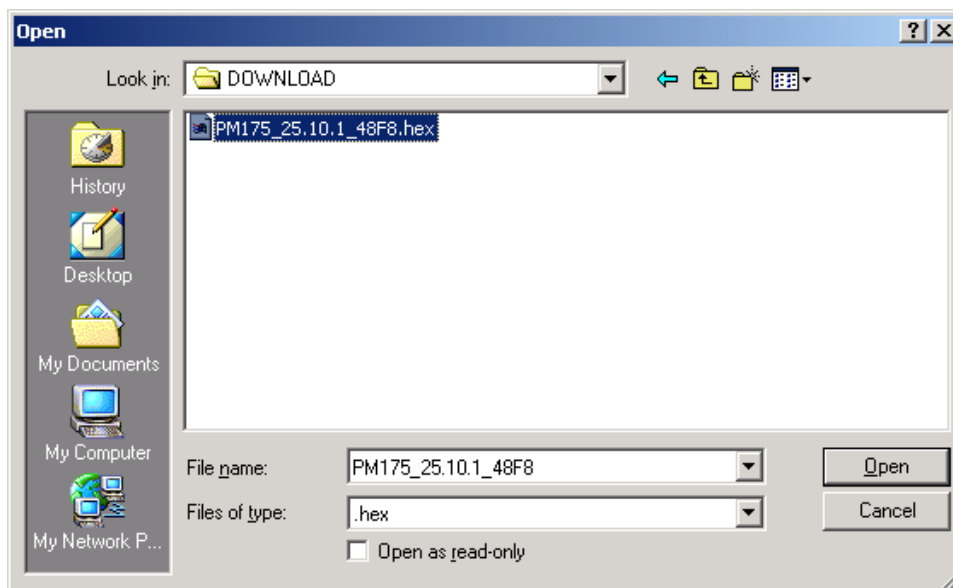 Open
Look in:
DOWNLOAD
PM175_25.10.1_48F8.hex
History
Desktop
My Documents
My Computer
My Network P...
File name:
PM175_25.10.1_48F8
Open
Files of type:
.hex
Cancel
Open as read-only